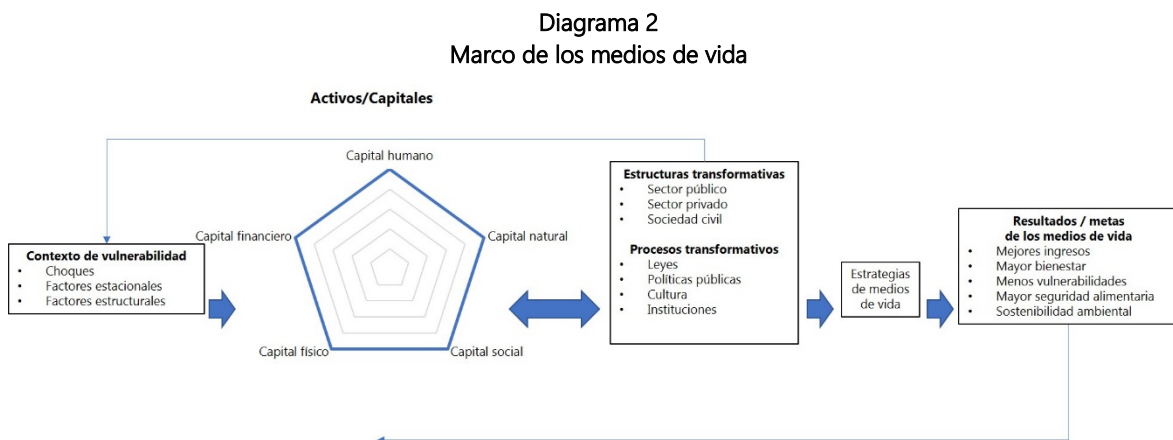 Diagrama 2
Marco de los medios de vida
Activos/Capitales
Capital humano
Capital financiero
Capital natural
Capital físico
Capital social
Contexto de vulnerabilidad
• Choques
• Factores estacionales
• Factores estructurales
Estructuras transformativas
• Sector público
• Sector privado
• Sociedad civil
Procesos transformativos
• Leyes
• Políticas públicas
• Cultura
• Instituciones
Estrategias
de medios
de vida
Resultados / metas
de los medios de vida
• Mejores ingresos
• Mayor bienestar
• Menos vulnerabilidades
• Mayor seguridad alimentaria
• Sostenibilidad ambiental